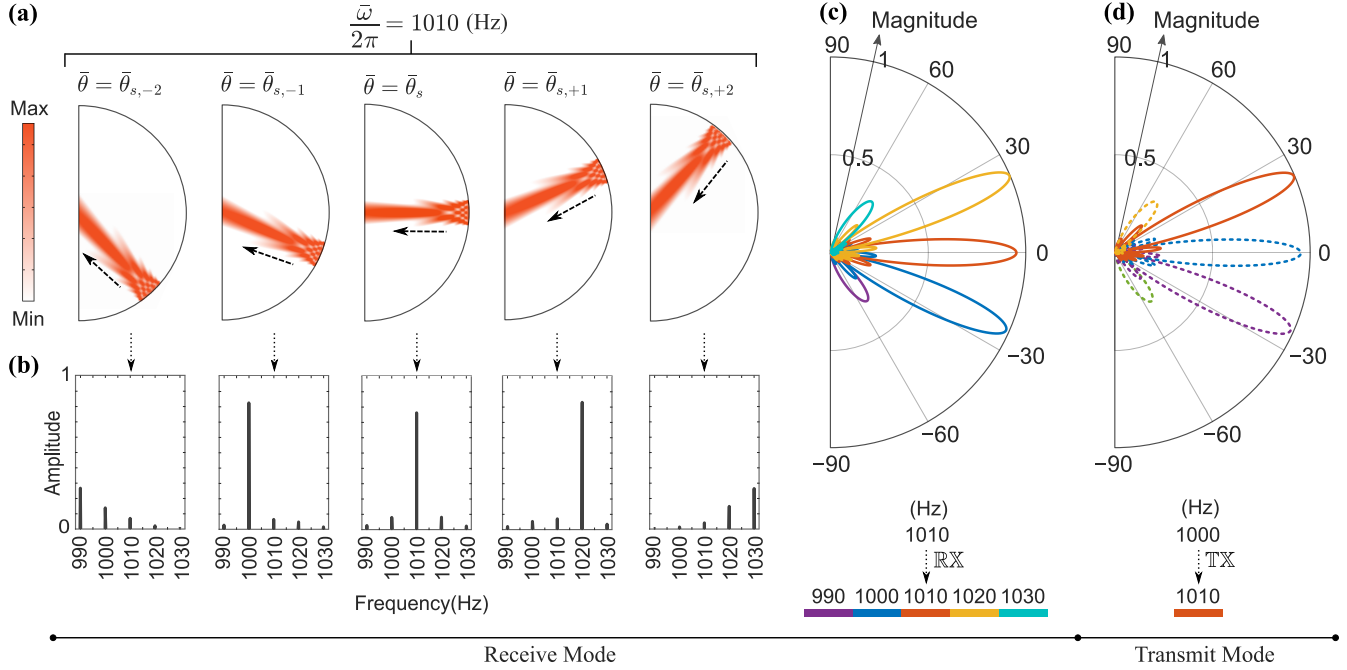 (a)
ω̄/2π = 1010 (Hz)
θ̄ = θ̄s,−2
θ̄ = θ̄s,−1
θ̄ = θ̄s
θ̄ = θ̄s,+1
θ̄ = θ̄s,+2
Max
Min
(b)
1
Amplitude
0
990 1000 1010 1020 1030
990 1000 1010 1020 1030
990 1000 1010 1020 1030
990 1000 1010 1020 1030
990 1000 1010 1020 1030
Frequency(Hz)
(c)
Magnitude
90
1
60
0.5
30
0
−30
−60
−90
(Hz)
1010
ℝ𝕏
990 1000 1010 1020 1030
(d)
Magnitude
90
1
60
0.5
30
0
−30
−60
−90
(Hz)
1000
𝕋𝕏
1010
Receive Mode
Transmit Mode